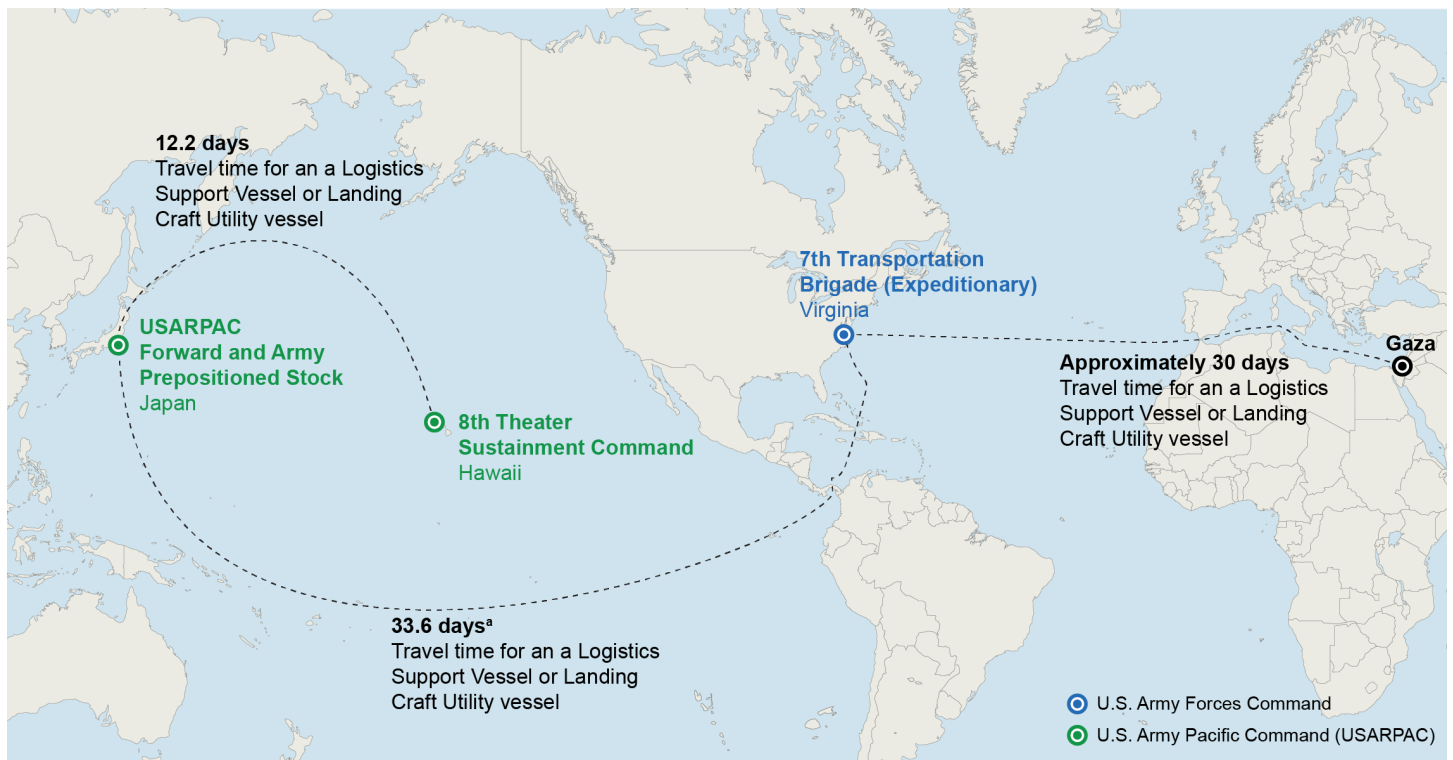 12.2 days
Travel time for an a Logistics
Support Vessel or Landing
Craft Utility vessel
7th Transportation
Brigade (Expeditionary)
Virginia
USARPAC
Forward and Army
Prepositioned Stock
Japan
Gaza
Approximately 30 days
Travel time for an a Logistics
Support Vessel or Landing
Craft Utility vessel
8th Theater
Sustainment Command
Hawaii
33.6 daysª
Travel time for an a Logistics
Support Vessel or Landing
Craft Utility vessel
U.S. Army Forces Command
U.S. Army Pacific Command (USARPAC)